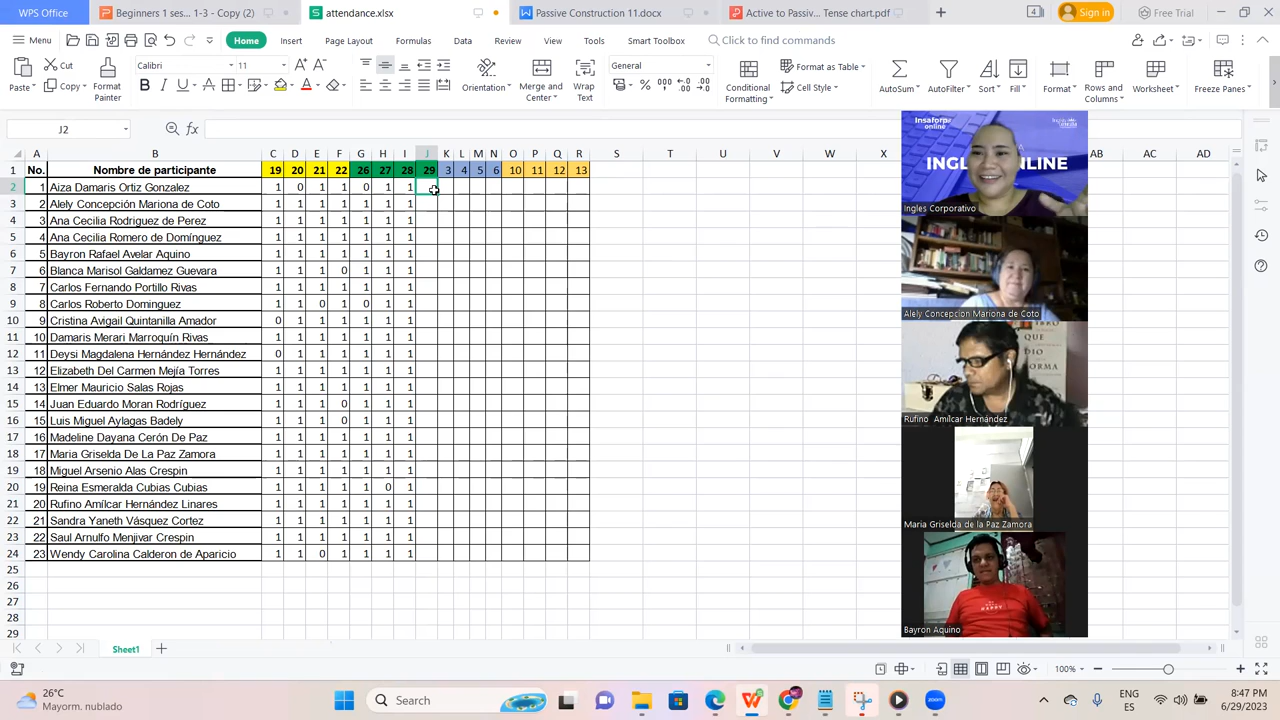 WPS Office
Beginners 1 ses...
1-3 - Copy (2)
attendance.xlsx
Passive Construction 11.docx
Active to Passive Tense chart.pdf
4
Sign in
Free Trial
Menu
Home
Insert
Page Layout
Formulas
Data
Review
View
Tools
Smart Toolbox
Click to find commands
Paste
Cut
Copy
Format Painter
Calibri
11
Orientation
Merge and Center
Wrap Text
General
Conditional Formatting
Format as Table
Cell Style
AutoSum
AutoFilter
Sort
Fill
Format
Rows and Columns
Worksheet
Freeze Panes
J2
A B C D E F G H I J K L M N O P Q R S T U V W X AB AC AD
1 No. Nombre de participante 19 20 21 22 26 27 28 29 3 4 5 6 10 11 12 13
2 1 Aiza Damaris Ortiz Gonzalez 1 0 1 1 0 1 1
3 2 Alely Concepción Mariona de Coto 1 1 1 1 1 1 1
4 3 Ana Cecilia Rodriguez de Perez 1 1 1 1 1 1 1
5 4 Ana Cecilia Romero de Domínguez 1 1 1 1 1 1 1
6 5 Bayron Rafael Avelar Aquino 1 1 1 1 1 1 1
7 6 Blanca Marisol Galdamez Guevara 1 1 1 0 1 1 1
8 7 Carlos Fernando Portillo Rivas 1 1 1 1 1 1 1
9 8 Carlos Roberto Dominguez 1 1 0 1 0 1 1
10 9 Cristina Avigail Quintanilla Amador 0 1 1 1 1 1 1
11 10 Damaris Merari Marroquín Rivas 1 1 1 1 1 1 1
12 11 Deysi Magdalena Hernández Hernández 0 1 1 1 1 1 1
13 12 Elizabeth Del Carmen Mejía Torres 1 1 1 1 1 1 1
14 13 Elmer Mauricio Salas Rojas 1 1 1 1 1 1 1
15 14 Juan Eduardo Moran Rodríguez 1 1 1 0 1 1 1
16 15 Luis Miguel Aylagas Badely 1 1 1 0 1 1 1
17 16 Madeline Dayana Cerón De Paz 1 1 1 1 1 1 1
18 17 Maria Griselda De La Paz Zamora 1 1 1 1 1 1 1
19 18 Miguel Arsenio Alas Crespin 1 1 1 1 1 1 1
20 19 Reina Esmeralda Cubias Cubias 1 1 1 1 1 0 1
21 20 Rufino Amílcar Hernández Linares 1 1 1 1 1 1 1
22 21 Sandra Yaneth Vásquez Cortez 1 1 1 1 1 1 1
23 22 Saul Arnulfo Menjivar Crespin 1 1 1 1 1 1 1
24 23 Wendy Carolina Calderon de Aparicio 1 1 0 1 1 1 1
25
26
27
28
29
Insaforp online
INGL NLINE
Ingles Corporativo
Alely Concepcion Mariona de Coto
LIBRO
QUE
DIO
FORMA
Rufino Amílcar Hernández
Maria Griselda de la Paz Zamora
HAPPY
Bayron Aquino
Sheet1
100%
26°C
Mayorm. nublado
Search
ENG
ES
8:47 PM
6/29/2023